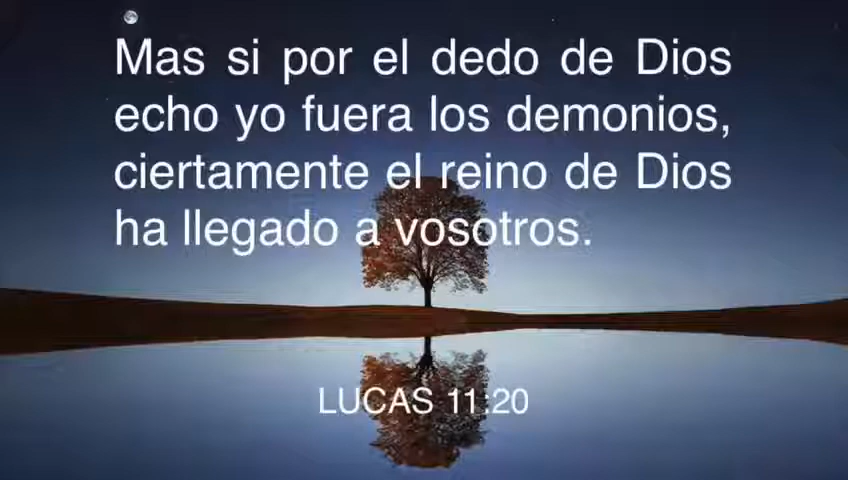 Mas si por el dedo de Dios
echo yo fuera los demonios,
ciertamente el reino de Dios
ha llegado a vosotros.
LUCAS 11:20